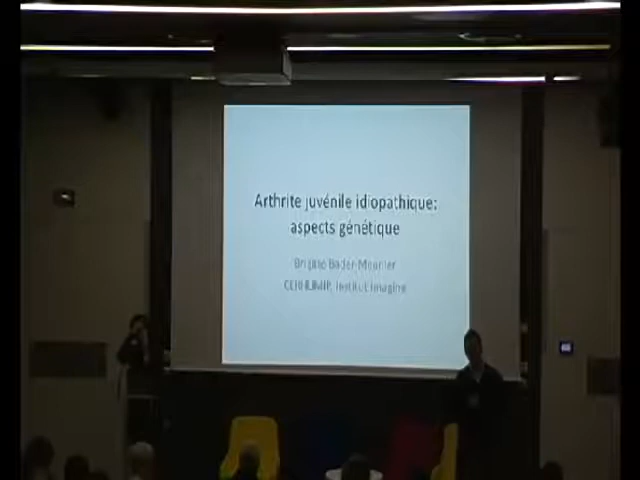 Arthrite juvénile idiopathique:
aspects génétique
Brigitte Bader-Meunier
Institut Imagine